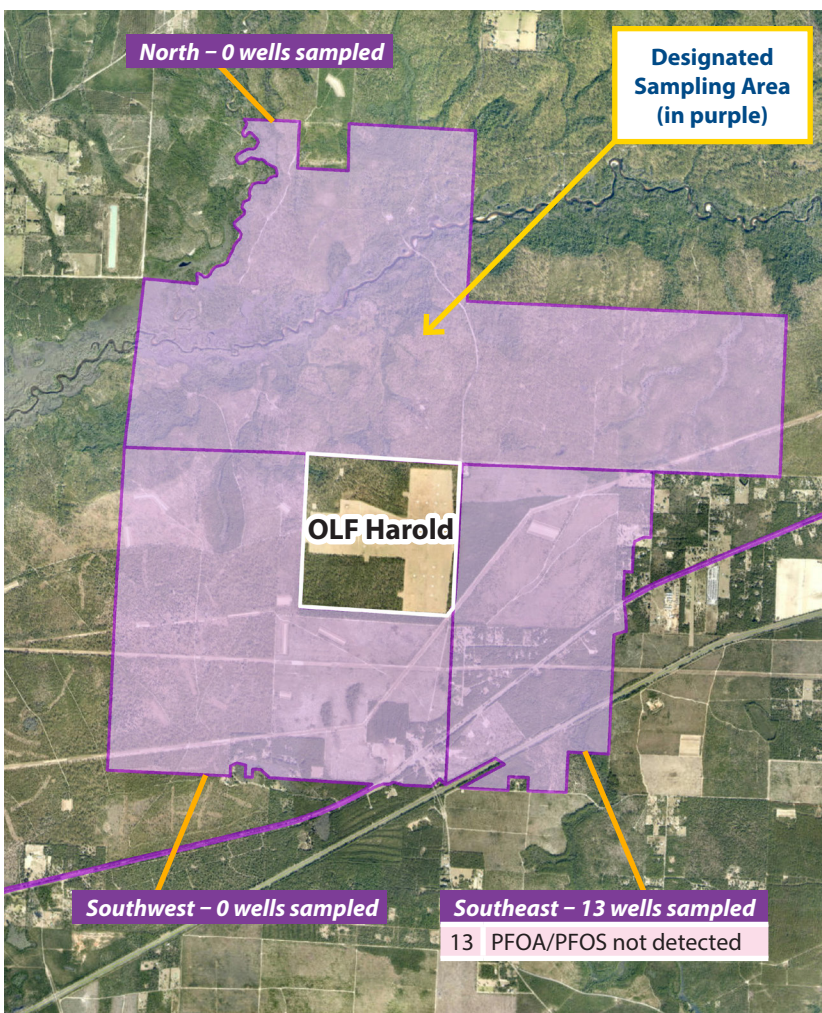 North – 0 wells sampled
Designated
Sampling Area
(in purple)
OLF Harold
Southwest – 0 wells sampled
Southeast – 13 wells sampled
13 PFOA/PFOS not detected